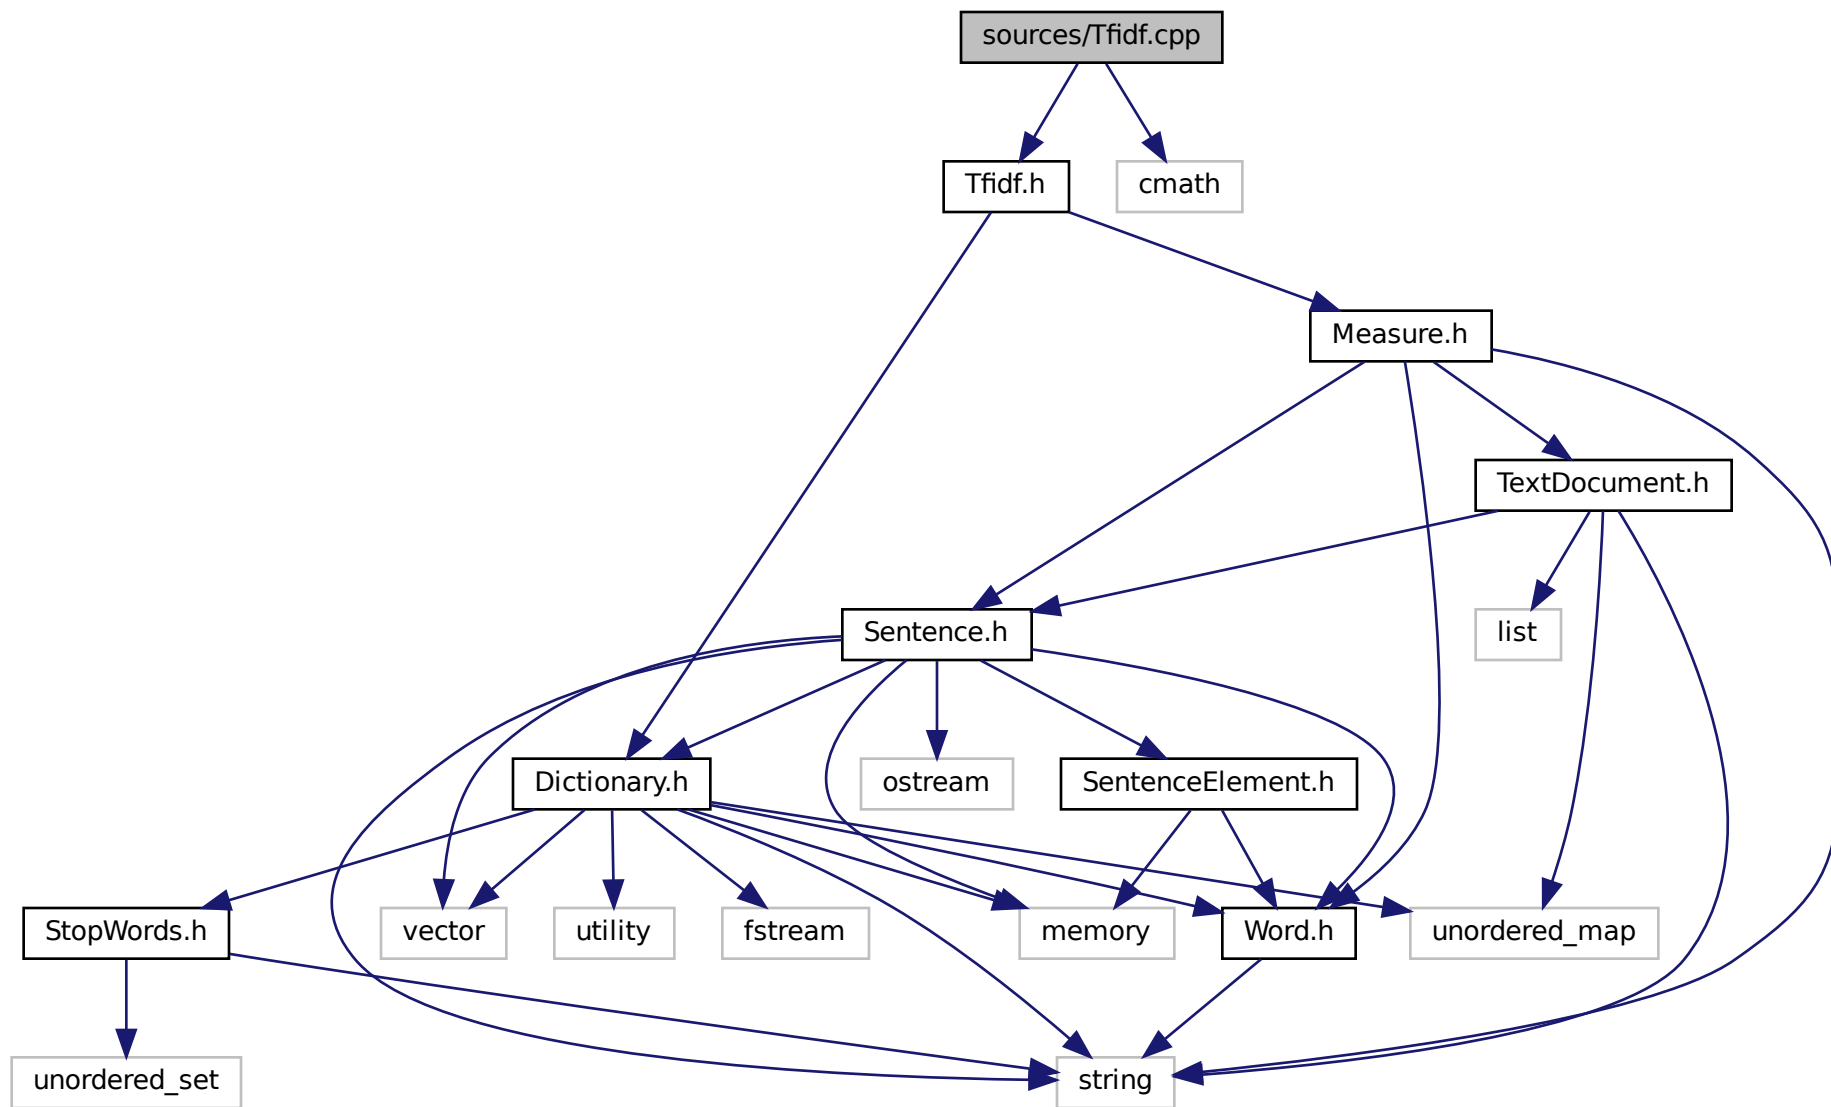 sources/Tfidf.cpp
Tfidf.h
cmath
Measure.h
TextDocument.h
Sentence.h
list
Dictionary.h
ostream
SentenceElement.h
StopWords.h
vector
utility
fstream
memory
Word.h
unordered_map
unordered_set
string